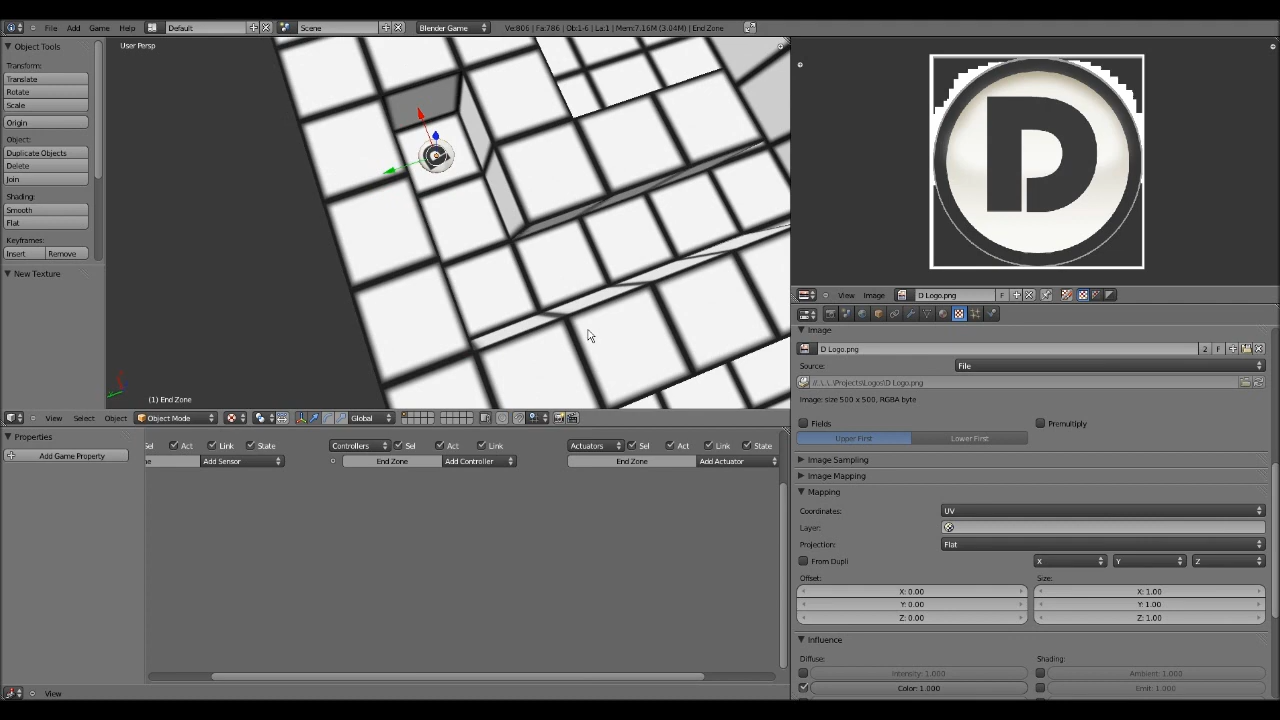 File Add Game Help Default Scene Blender Game Ve:806 | Fa:786 | Ob:1-6 | La:1 | Mem:7.16M (3.04M) | End Zone
Object Tools
Transform:
Translate
Rotate
Scale
Origin
Object:
Duplicate Objects
Delete
Join
Shading:
Smooth
Flat
Keyframes:
Insert Remove
New Texture
User Persp
(1) End Zone
View Select Object Object Mode Global
Properties
Add Game Property
Sel Act Link State Controllers Sel Act Link Actuators Sel Act Link State
Add Sensor End Zone Add Controller End Zone Add Actuator
View
D
View Image D Logo.png F
Image
D Logo.png 2 F
Source: File
Image: size 500 x 500, RGBA byte
Fields Premultiply
Upper First Lower First
Image Sampling
Image Mapping
Mapping
Coordinates: UV
Layer:
Projection: Flat
From Dupli X Y Z
Offset: Size:
X: 0.00 X: 1.00
Y: 0.00 Y: 1.00
Z: 0.00 Z: 1.00
Influence
Diffuse: Shading:
Intensity: 1.000 Ambient: 1.000
Color: 1.000 Emit: 1.000